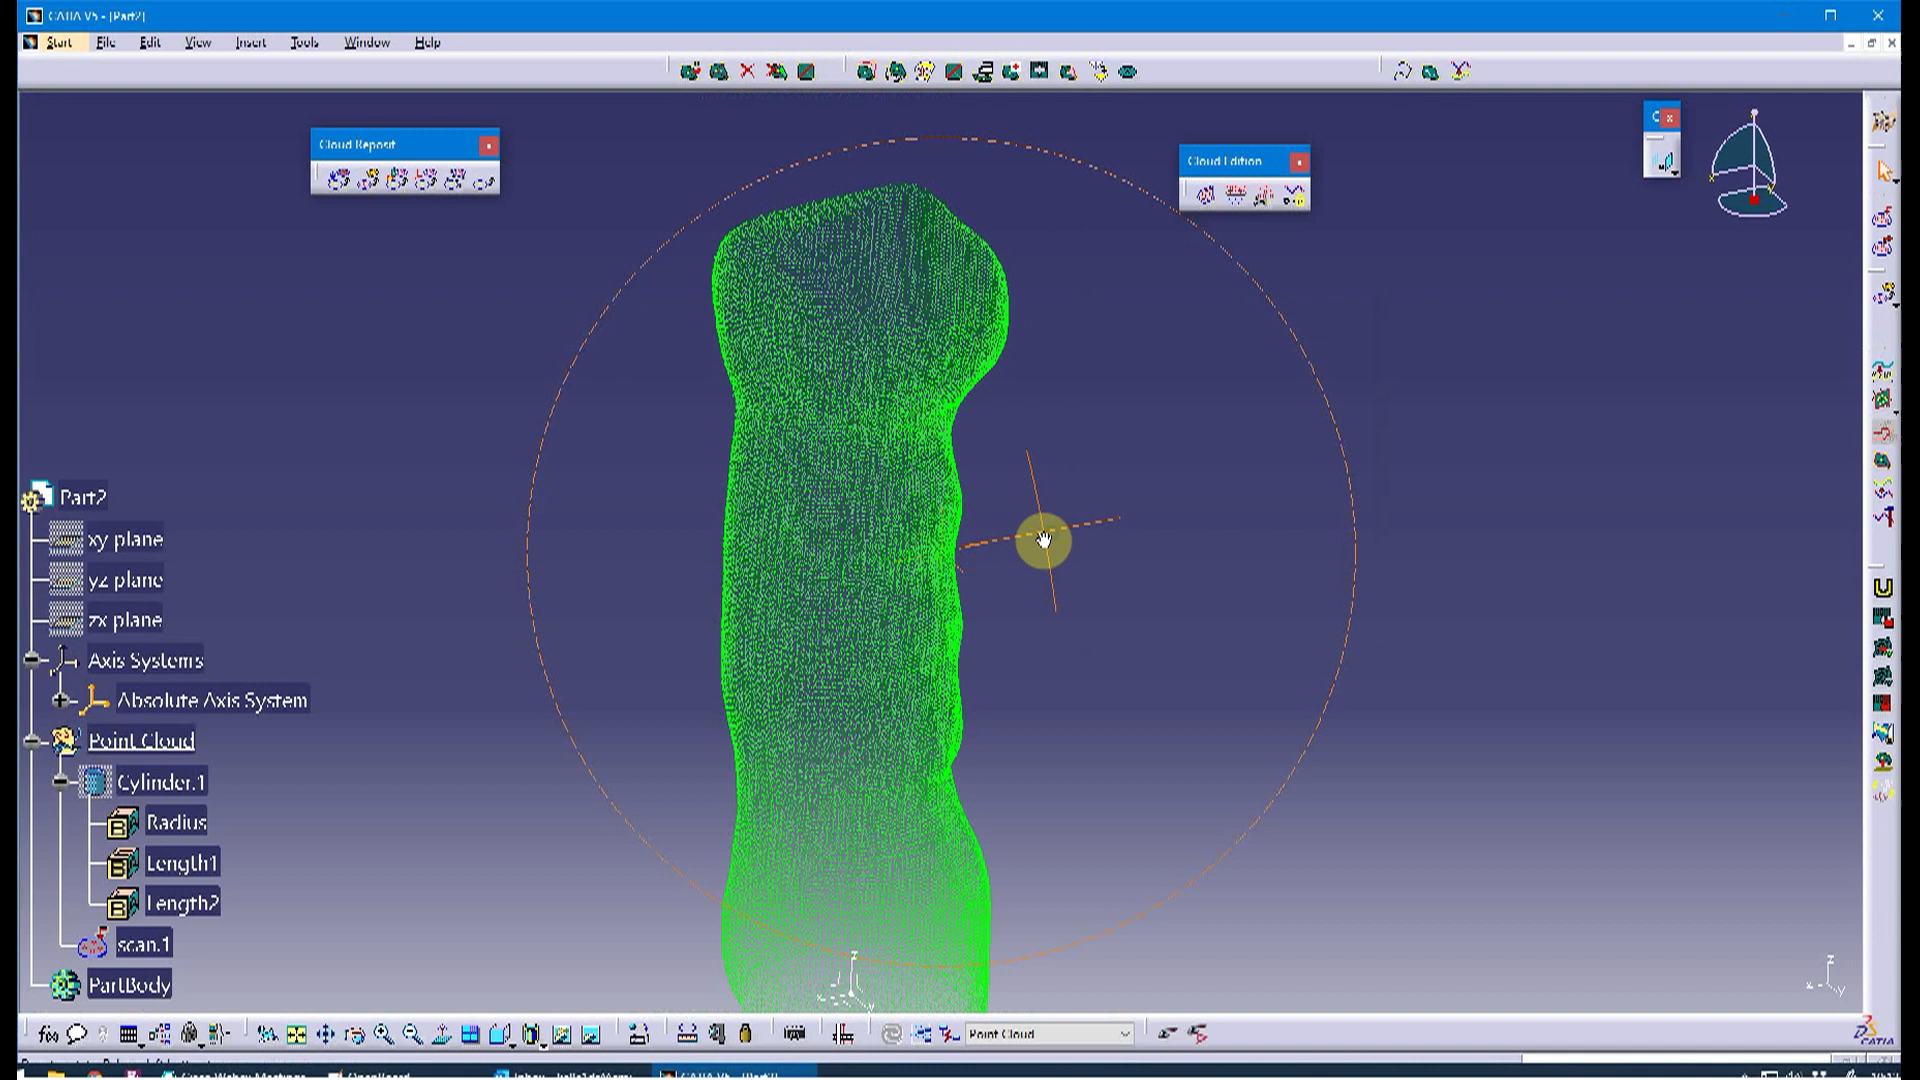 CATIA V5 - [Part2]
Start File Edit View Insert Tools Window Help
Cloud Reposit
Cloud Edition
C
Part2
xy plane
yz plane
zx plane
Axis Systems
Absolute Axis System
Point Cloud
Cylinder.1
Radius
Length1
Length2
scan.1
PartBody
z
x
y
z
x
y
f(x)
Point Cloud
CATIA